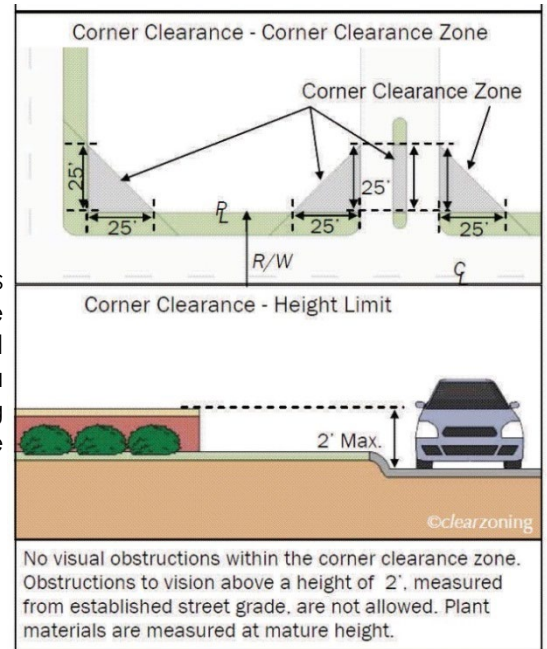 Corner Clearance - Corner Clearance Zone
Corner Clearance Zone
25'
25'
25'
25'
25'
PL
R/W
CL
Corner Clearance - Height Limit
2' Max.
©clearzoning
No visual obstructions within the corner clearance zone.
Obstructions to vision above a height of 2', measured
from established street grade, are not allowed. Plant
materials are measured at mature height.